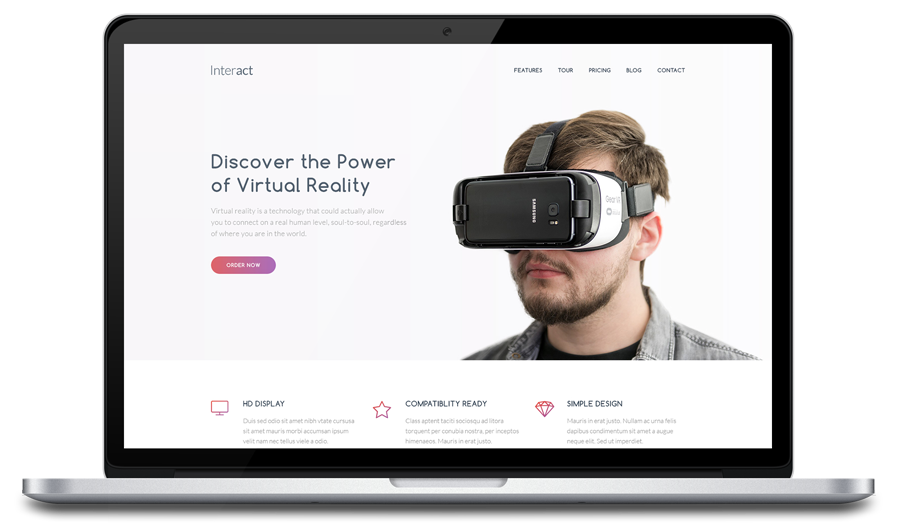 Interact
FEATURES TOUR PRICING BLOG CONTACT
Discover the Power
of Virtual Reality
Virtual reality is a technology that could actually allow
you to connect on a real human level, soul-to-soul, regardless
of where you are in the world.
ORDER NOW
SAMSUNG
Gear VR
HD DISPLAY
Duis sed odio sit amet nibh vtate cursusa
sit amet mauris morbi accumsan ipsum
velit nam nec tellus viele a odio.
COMPATIBLITY READY
Class aptent taciti sociosqu ad litora
torquent per conubia nostra, per inceptos
himenaeos. Mauris in erat justo.
SIMPLE DESIGN
Mauris in erat justo. Nullam ac urna felis
dapibus condimentum sit amet a augue
neque elit. Sed ut imperdiet.